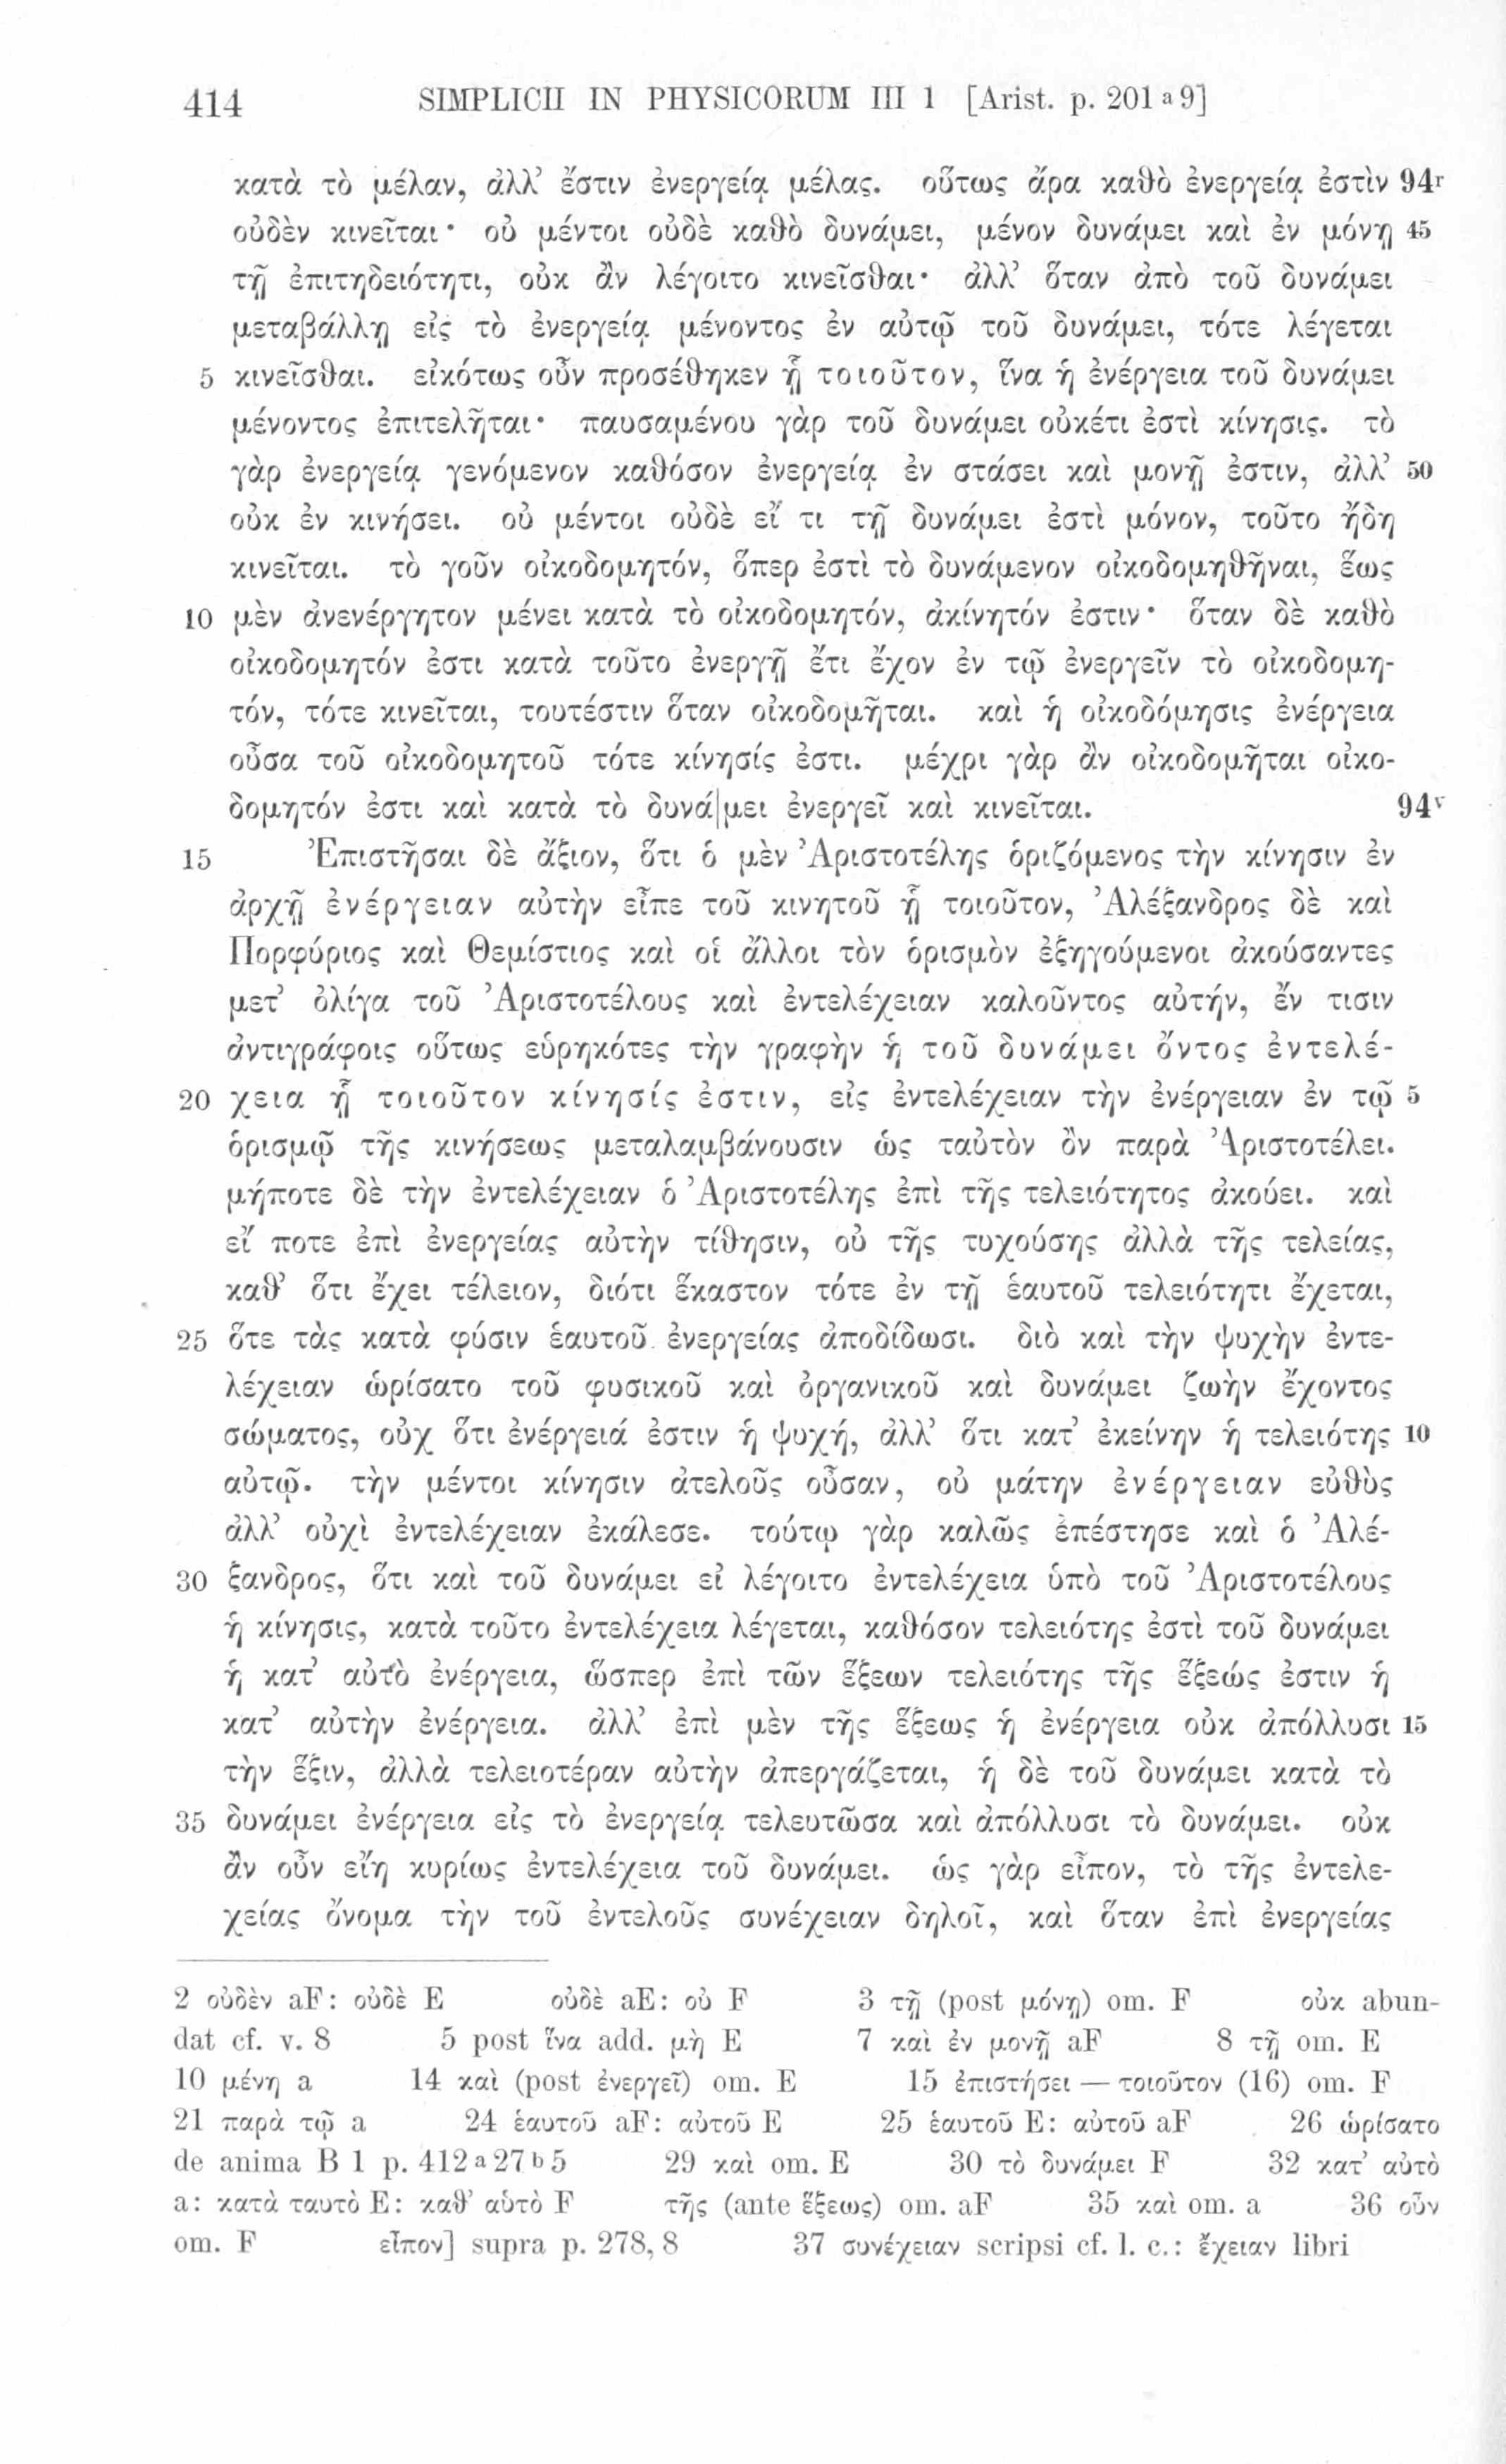 414 SIMPLICII IN PHYSICORUM III 1 [Arist. p. 201 a 9]
κατὰ τὸ μέλαν, ἀλλ’ ἔστιν ἐνεργείᾳ μέλας. οὕτως ἄρα καθὸ ἐνεργείᾳ ἐστὶν 94r
οὐδὲν κινεῖται· οὐ μέντοι οὐδὲ καθὸ δυνάμει, μένον δυνάμει καὶ ἐν μόνῃ 45
τῇ ἐπιτηδειότητι, οὐκ ἂν λέγοιτο κινεῖσθαι· ἀλλ’ ὅταν ἀπὸ τοῦ δυνάμει
μεταβάλλῃ εἰς τὸ ἐνεργείᾳ μένοντος ἐν αὐτῷ τοῦ δυνάμει, τότε λέγεται
5 κινεῖσθαι. εἰκότως οὖν προσέθηκεν ᾗ τοιοῦτον, ἵνα ἡ ἐνέργεια τοῦ δυνάμει
μένοντος ἐπιτελῆται· παυσαμένου γὰρ τοῦ δυνάμει οὐκέτι ἐστὶ κίνησις. τὸ
γὰρ ἐνεργείᾳ γενόμενον καθόσον ἐνεργείᾳ ἐν στάσει καὶ μονῇ ἐστιν, ἀλλ’ 50
οὐκ ἐν κινήσει. οὐ μέντοι οὐδὲ εἴ τι τῇ δυνάμει ἐστὶ μόνον, τοῦτο ἤδη
κινεῖται. τὸ γοῦν οἰκοδομητόν, ὅπερ ἐστὶ τὸ δυνάμενον οἰκοδομηθῆναι, ἕως
10 μὲν ἀνενέργητον μένει κατὰ τὸ οἰκοδομητόν, ἀκίνητόν ἐστιν· ὅταν δὲ καθὸ
οἰκοδομητόν ἐστι κατὰ τοῦτο ἐνεργῇ ἔτι ἔχον ἐν τῷ ἐνεργεῖν τὸ οἰκοδομη-
τόν, τότε κινεῖται, τουτέστιν ὅταν οἰκοδομῆται. καὶ ἡ οἰκοδόμησις ἐνέργεια
οὖσα τοῦ οἰκοδομητοῦ τότε κίνησίς ἐστι. μέχρι γὰρ ἂν οἰκοδομῆται οἰκο-
δομητόν ἐστι καὶ κατὰ τὸ δυνά|μει ἐνεργεῖ καὶ κινεῖται. 94v
15 Ἐπιστῆσαι δὲ ἄξιον, ὅτι ὁ μὲν Ἀριστοτέλης ὁριζόμενος τὴν κίνησιν ἐν
ἀρχῇ ἐνέργειαν αὐτὴν εἶπε τοῦ κινητοῦ ᾗ τοιοῦτον, Ἀλέξανδρος δὲ καὶ
Πορφύριος καὶ Θεμίστιος καὶ οἱ ἄλλοι τὸν ὁρισμὸν ἐξηγούμενοι ἀκούσαντες
μετ’ ὀλίγα τοῦ Ἀριστοτέλους καὶ ἐντελέχειαν καλοῦντος αὐτήν, ἔν τισιν
ἀντιγράφοις οὕτως εὑρηκότες τὴν γραφὴν ἡ τοῦ δυνάμει ὄντος ἐντελέ-
20 χεια ᾗ τοιοῦτον κίνησίς ἐστιν, εἰς ἐντελέχειαν τὴν ἐνέργειαν ἐν τῷ 5
ὁρισμῷ τῆς κινήσεως μεταλαμβάνουσιν ὡς ταὐτὸν ὂν παρὰ Ἀριστοτέλει.
μήποτε δὲ τὴν ἐντελέχειαν ὁ Ἀριστοτέλης ἐπὶ τῆς τελειότητος ἀκούει. καὶ
εἴ ποτε ἐπὶ ἐνεργείας αὐτὴν τίθησιν, οὐ τῆς τυχούσης ἀλλὰ τῆς τελείας,
καθ’ ὅτι ἔχει τέλειον, διότι ἕκαστον τότε ἐν τῇ ἑαυτοῦ τελειότητι ἔχεται,
25 ὅτε τὰς κατὰ φύσιν ἑαυτοῦ ἐνεργείας ἀποδίδωσι. διὸ καὶ τὴν ψυχὴν ἐντε-
λέχειαν ὡρίσατο τοῦ φυσικοῦ καὶ ὀργανικοῦ καὶ δυνάμει ζωὴν ἔχοντος
σώματος, οὐχ ὅτι ἐνέργειά ἐστιν ἡ ψυχή, ἀλλ’ ὅτι κατ’ ἐκείνην ἡ τελειότης 10
αὐτῷ. τὴν μέντοι κίνησιν ἀτελοῦς οὖσαν, οὐ μάτην ἐνέργειαν εὐθὺς
ἀλλ’ οὐχὶ ἐντελέχειαν ἐκάλεσε. τούτῳ γὰρ καλῶς ἐπέστησε καὶ ὁ Ἀλέ-
30 ξανδρος, ὅτι καὶ τοῦ δυνάμει εἰ λέγοιτο ἐντελέχεια ὑπὸ τοῦ Ἀριστοτέλους
ἡ κίνησις, κατὰ τοῦτο ἐντελέχεια λέγεται, καθόσον τελειότης ἐστὶ τοῦ δυνάμει
ἡ κατ’ αὐτὸ ἐνέργεια, ὥσπερ ἐπὶ τῶν ἕξεων τελειότης τῆς ἕξεώς ἐστιν ἡ
κατ’ αὐτὴν ἐνέργεια. ἀλλ’ ἐπὶ μὲν τῆς ἕξεως ἡ ἐνέργεια οὐκ ἀπόλλυσι 15
τὴν ἕξιν, ἀλλὰ τελειοτέραν αὐτὴν ἀπεργάζεται, ἡ δὲ τοῦ δυνάμει κατὰ τὸ
35 δυνάμει ἐνέργεια εἰς τὸ ἐνεργείᾳ τελευτῶσα καὶ ἀπόλλυσι τὸ δυνάμει. οὐκ
ἂν οὖν εἴη κυρίως ἐντελέχεια τοῦ δυνάμει. ὡς γὰρ εἶπον, τὸ τῆς ἐντελε-
χείας ὄνομα τὴν τοῦ ἐντελοῦς συνέχειαν δηλοῖ, καὶ ὅταν ἐπὶ ἐνεργείας
2 οὐδὲν aF: οὐδὲ E οὐδὲ aE: οὐ F 3 τῇ (post μόνῃ) om. F οὐκ abun-
dat cf. v. 8 5 post ἵνα add. μὴ E 7 καὶ ἐν μονῇ aF 8 τῇ om. E
10 μένῃ a 14 καὶ (post ἐνεργεῖ) om. E 15 ἐπιστήσει — τοιοῦτον (16) om. F
21 παρὰ τῷ a 24 ἑαυτοῦ aF: αὐτοῦ E 25 ἑαυτοῦ E: αὐτοῦ aF 26 ὡρίσατο
de anima B 1 p. 412 a 27 b 5 29 καὶ om. E 30 τὸ δυνάμει F 32 κατ’ αὐτὸ
a: κατὰ ταυτὸ E: καθ’ αὑτὸ F τῆς (ante ἕξεως) om. aF 35 καὶ om. a 36 οὖν
om. F εἶπον] supra p. 278, 8 37 συνέχειαν scripsi cf. l. c.: ἔχειαν libri